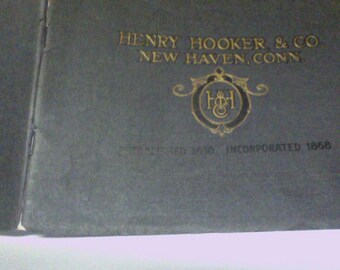 HENRY HOOKER & CO.
NEW HAVEN, CONN.
INCORPORATED 1868.